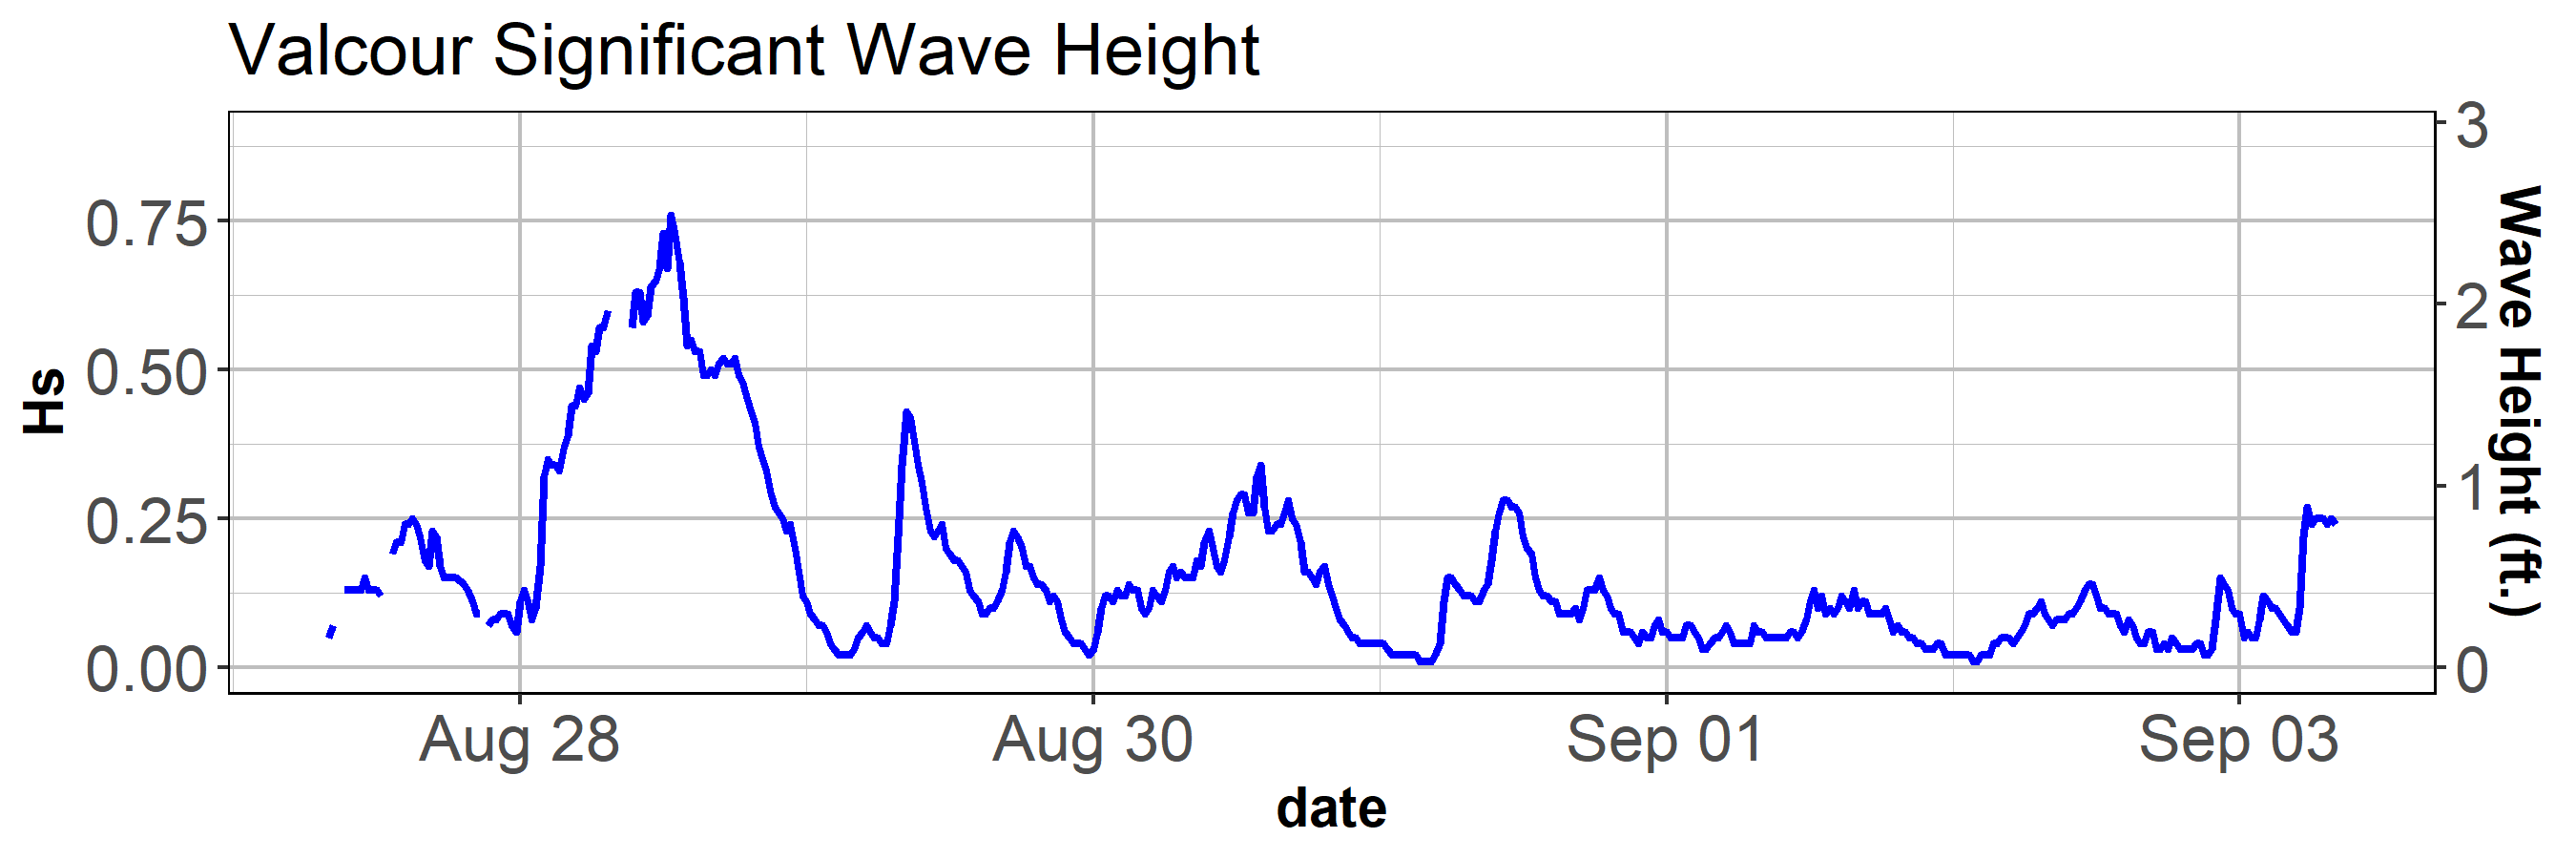 Valcour Significant Wave Height
Hs
0.75
0.50
0.25
0.00
3
2
1
0
Wave Height (ft.)
Aug 28 Aug 30 Sep 01 Sep 03
date